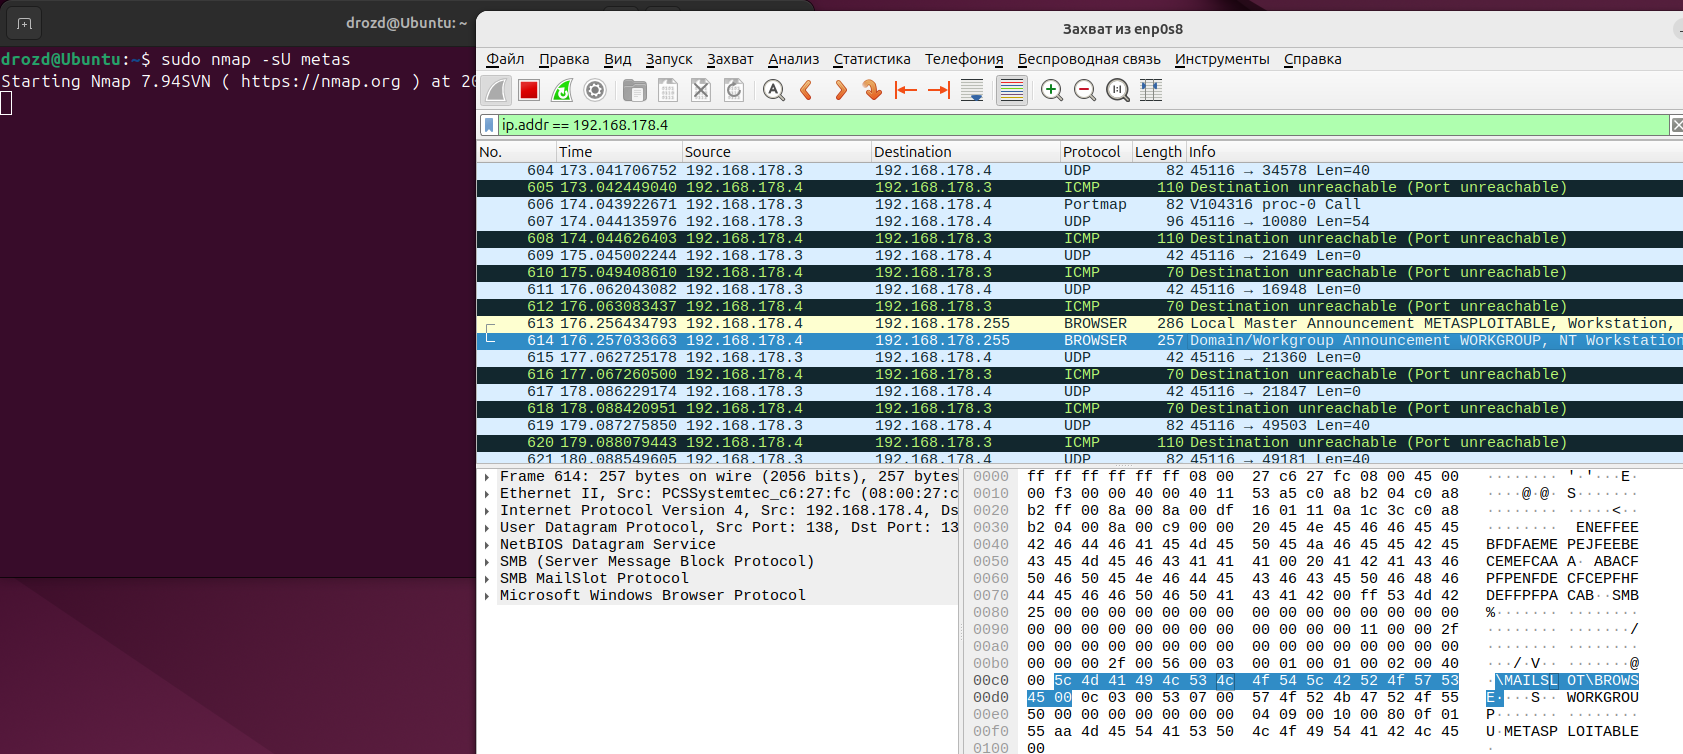 drozd@Ubuntu: ~
drozd@Ubuntu:~$ sudo nmap -sU metas
Starting Nmap 7.94SVN ( https://nmap.org ) at 20
Захват из enp0s8
Файл Правка Вид Запуск Захват Анализ Статистика Телефония Беспроводная связь Инструменты Справка
ip.addr == 192.168.178.4
No. Time Source Destination Protocol Length Info
604 173.041706752 192.168.178.3 192.168.178.4 UDP 82 45116 → 34578 Len=40
605 173.042449040 192.168.178.4 192.168.178.3 ICMP 110 Destination unreachable (Port unreachable)
606 174.043922671 192.168.178.3 192.168.178.4 Portmap 82 V104316 proc-0 Call
607 174.044135976 192.168.178.3 192.168.178.4 UDP 96 45116 → 10080 Len=54
608 174.044626403 192.168.178.4 192.168.178.3 ICMP 110 Destination unreachable (Port unreachable)
609 175.045002244 192.168.178.3 192.168.178.4 UDP 42 45116 → 21649 Len=0
610 175.049408610 192.168.178.4 192.168.178.3 ICMP 70 Destination unreachable (Port unreachable)
611 176.062043082 192.168.178.3 192.168.178.4 UDP 42 45116 → 16948 Len=0
612 176.063083437 192.168.178.4 192.168.178.3 ICMP 70 Destination unreachable (Port unreachable)
613 176.256434793 192.168.178.4 192.168.178.255 BROWSER 286 Local Master Announcement METASPLOITABLE, Workstation,
614 176.257033663 192.168.178.4 192.168.178.255 BROWSER 257 Domain/Workgroup Announcement WORKGROUP, NT Workstation
615 177.062725178 192.168.178.3 192.168.178.4 UDP 42 45116 → 21360 Len=0
616 177.067260500 192.168.178.4 192.168.178.3 ICMP 70 Destination unreachable (Port unreachable)
617 178.086229174 192.168.178.3 192.168.178.4 UDP 42 45116 → 21847 Len=0
618 178.088420951 192.168.178.4 192.168.178.3 ICMP 70 Destination unreachable (Port unreachable)
619 179.087275850 192.168.178.3 192.168.178.4 UDP 82 45116 → 49503 Len=40
620 179.088079443 192.168.178.4 192.168.178.3 ICMP 110 Destination unreachable (Port unreachable)
621 180.088549605 192.168.178.3 192.168.178.4 UDP 82 45116 → 49181 Len=40
Frame 614: 257 bytes on wire (2056 bits), 257 bytes
Ethernet II, Src: PCSSystemtec_c6:27:fc (08:00:27:c
Internet Protocol Version 4, Src: 192.168.178.4, Ds
User Datagram Protocol, Src Port: 138, Dst Port: 13
NetBIOS Datagram Service
SMB (Server Message Block Protocol)
SMB MailSlot Protocol
Microsoft Windows Browser Protocol
0000 ff ff ff ff ff ff 08 00 27 c6 27 fc 08 00 45 00 ········ '·'···E·
0010 00 f3 00 00 40 00 40 11 53 a5 c0 a8 b2 04 c0 a8 ····@·@· S·······
0020 b2 ff 00 8a 00 8a 00 df 16 01 11 0a 1c 3c c0 a8 ········ ·····<··
0030 b2 04 00 8a 00 c9 00 00 20 45 4e 45 46 46 45 45 ········  ENEFFEE
0040 42 46 44 46 41 45 4d 45 50 45 4a 46 45 45 42 45 BFDFAEME PEJFEEBE
0050 43 45 4d 45 46 43 41 41 41 00 20 41 42 41 43 46 CEMEFCAA A· ABACF
0060 50 46 50 45 4e 46 44 45 43 46 43 45 50 46 48 46 PFPENFDE CFCEPFHF
0070 44 45 46 46 50 46 50 41 43 41 42 00 ff 53 4d 42 DEFFPFPA CAB··SMB
0080 25 00 00 00 00 00 00 00 00 00 00 00 00 00 00 00 %······· ········
0090 00 00 00 00 00 00 00 00 00 00 00 00 11 00 00 2f ········ ·······/
00a0 00 00 00 00 00 00 00 00 00 00 00 00 00 00 00 00 ········ ········
00b0 00 00 00 2f 00 56 00 03 00 01 00 01 00 02 00 40 ···/·V·· ·······@
00c0 00 5c 4d 41 49 4c 53 4c 4f 54 5c 42 52 4f 57 53 ·\MAILSL OT\BROWS
00d0 45 00 0c 03 00 53 07 00 57 4f 52 4b 47 52 4f 55 E····S·· WORKGROU
00e0 50 00 00 00 00 00 00 00 04 09 00 10 00 80 0f 01 P······· ········
00f0 55 aa 4d 45 54 41 53 50 4c 4f 49 54 41 42 4c 45 U·METASP LOITABLE
0100 00 ·